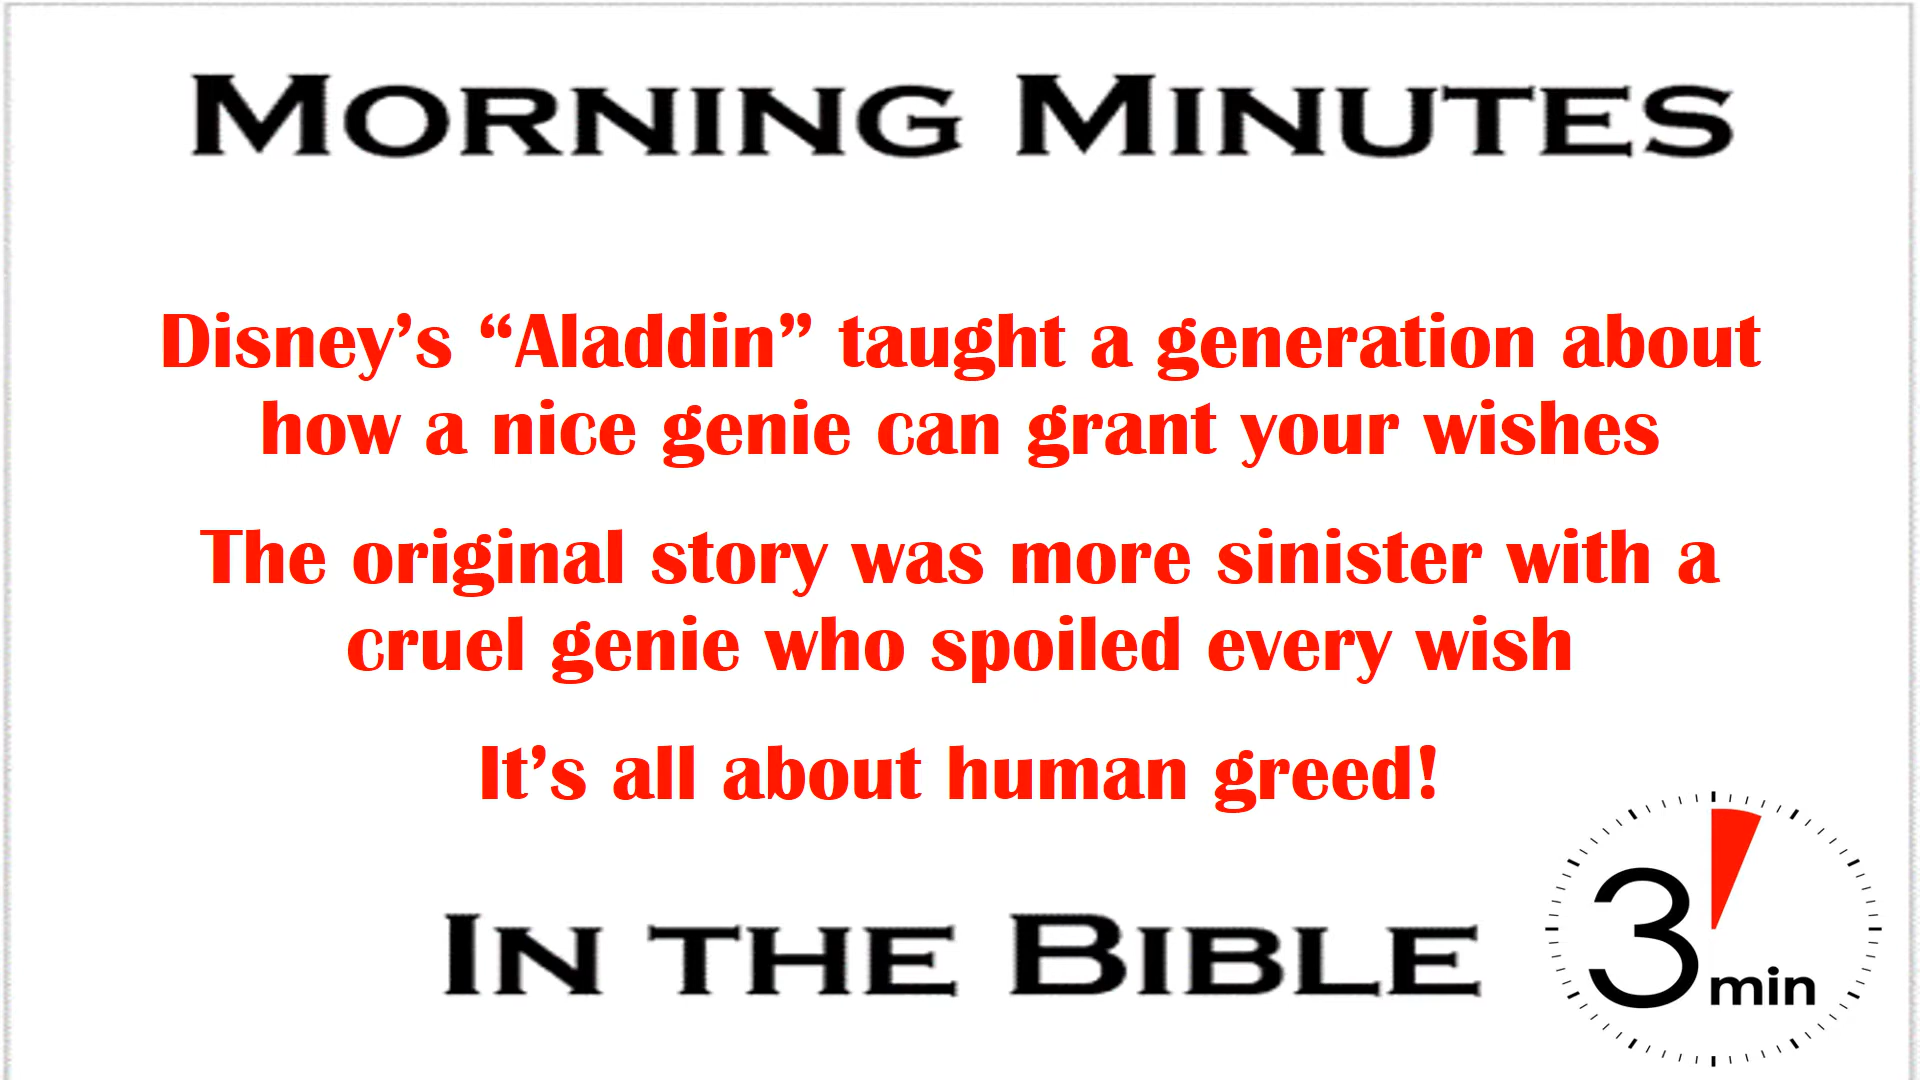 MORNING MINUTES
Disney’s “Aladdin” taught a generation about
how a nice genie can grant your wishes
The original story was more sinister with a
cruel genie who spoiled every wish
It’s all about human greed!
IN THE BIBLE
3 min